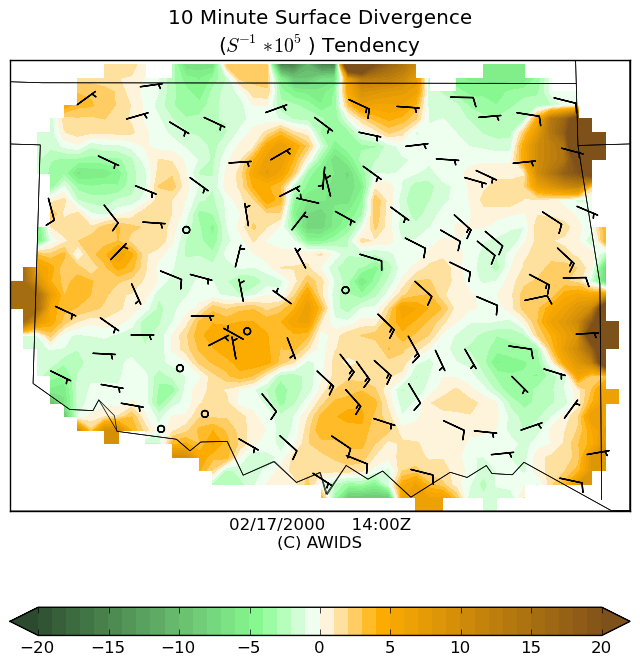 10 Minute Surface Divergence
(S⁻¹ ∗ 10⁵ ) Tendency
02/17/2000 14:00Z
(C) AWIDS
−20 −15 −10 −5 0 5 10 15 20